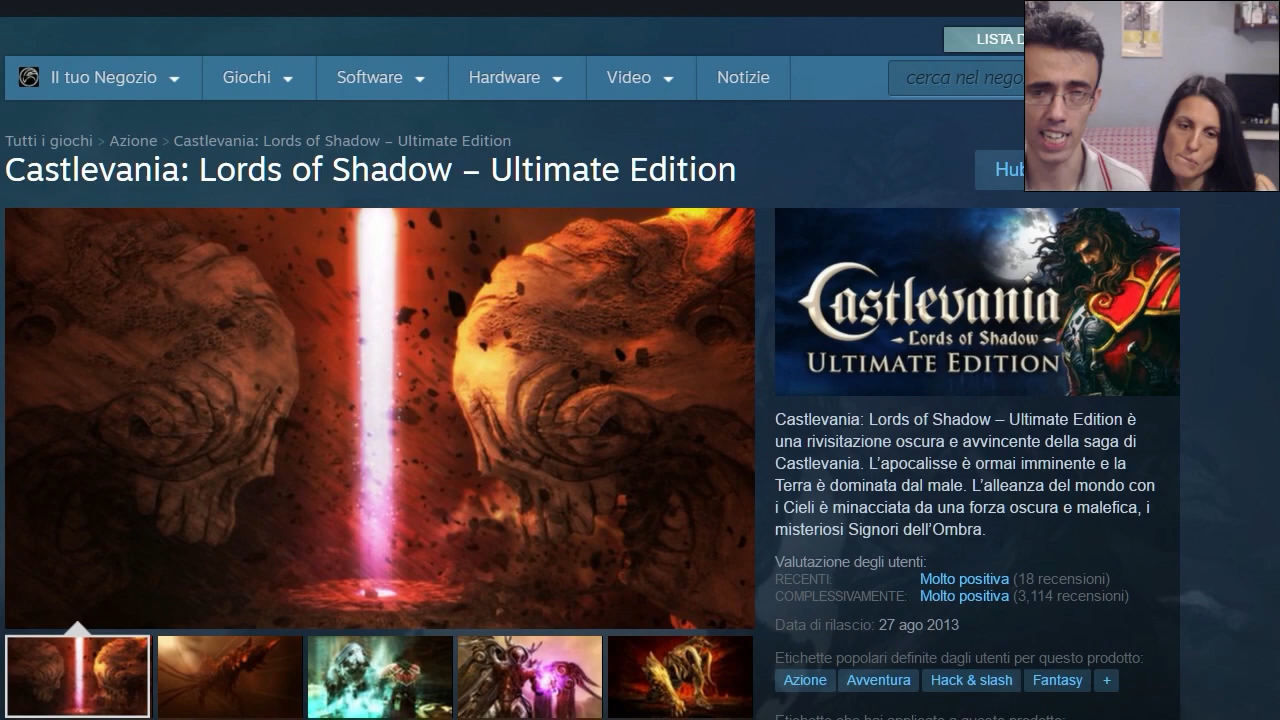 LISTA D
Il tuo Negozio
Giochi
Software
Hardware
Video
Notizie
cerca nel nego
Tutti i giochi > Azione > Castlevania: Lords of Shadow – Ultimate Edition
Castlevania: Lords of Shadow – Ultimate Edition
Hub
Castlevania
Lords of Shadow
ULTIMATE EDITION
Castlevania: Lords of Shadow – Ultimate Edition è
una rivisitazione oscura e avvincente della saga di
Castlevania. L'apocalisse è ormai imminente e la
Terra è dominata dal male. L'alleanza del mondo con
i Cieli è minacciata da una forza oscura e malefica, i
misteriosi Signori dell'Ombra.
Valutazione degli utenti:
RECENTI: Molto positiva (18 recensioni)
COMPLESSIVAMENTE: Molto positiva (3,114 recensioni)
Data di rilascio: 27 ago 2013
Etichette popolari definite dagli utenti per questo prodotto:
Azione
Avventura
Hack & slash
Fantasy
+